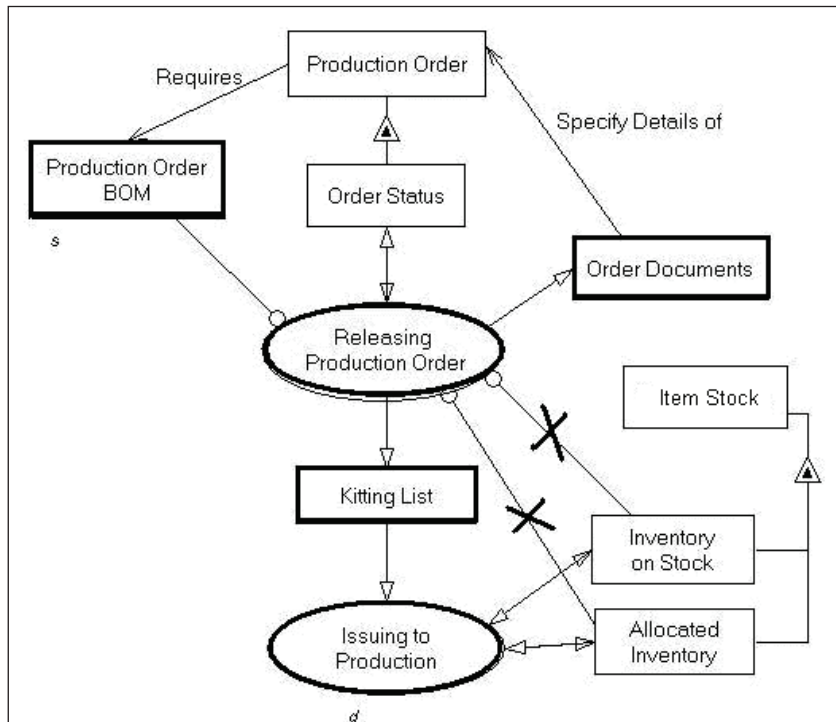 Production Order
Requires
Specify Details of
Production Order
BOM
Order Status
s
Order Documents
Releasing
Production Order
Item Stock
Kitting List
Inventory
on Stock
Issuing to
Production
Allocated
Inventory
d